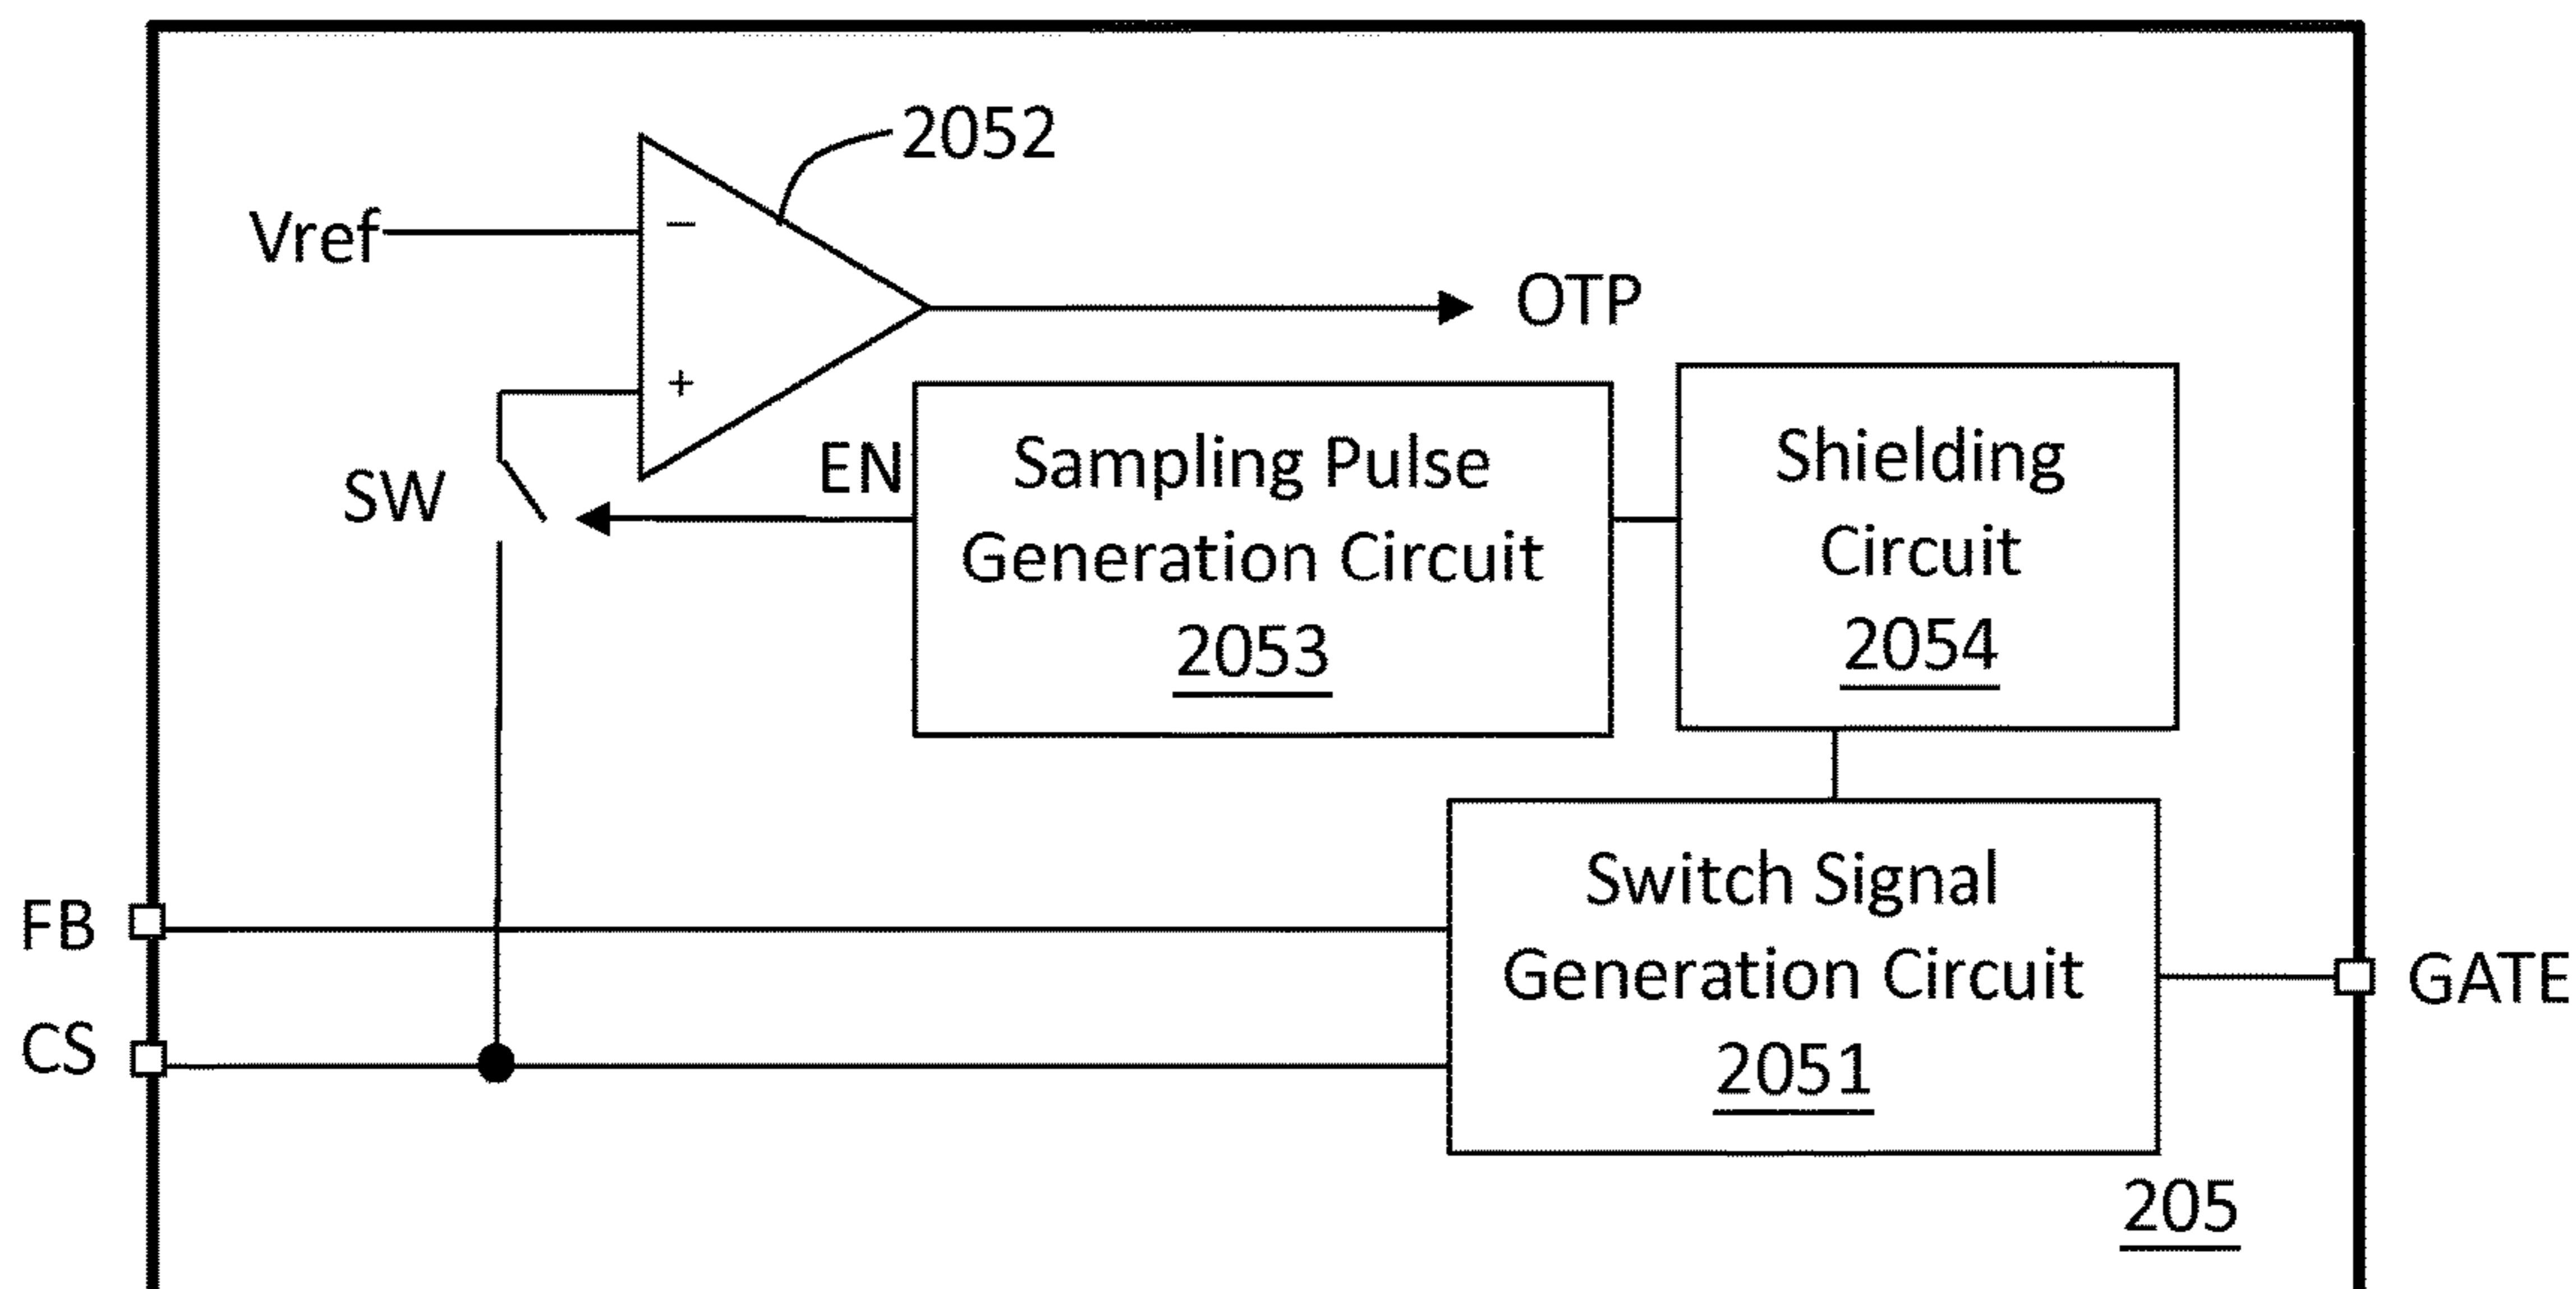 2052
Vref
−
OTP
+
EN
SW
Sampling Pulse
Generation Circuit
2053
Shielding
Circuit
2054
FB
CS
Switch Signal
Generation Circuit
2051
GATE
205